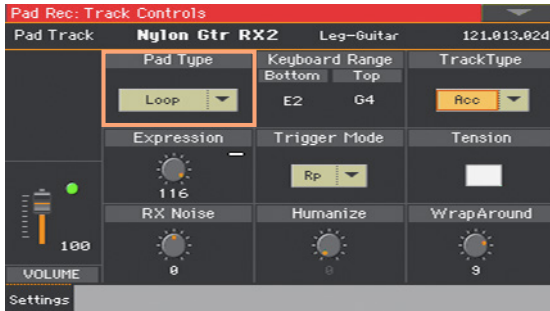 Pad Rec: Track Controls
Pad Track Nylon Gtr RX2 Leg-Guitar 121.013.024
Pad Type Keyboard Range TrackType
Bottom Top
Loop E2 G4 Acc
Expression Trigger Mode Tension
Rp
116
RX Noise Humanize WrapAround
100
VOLUME 0 0 9
Settings